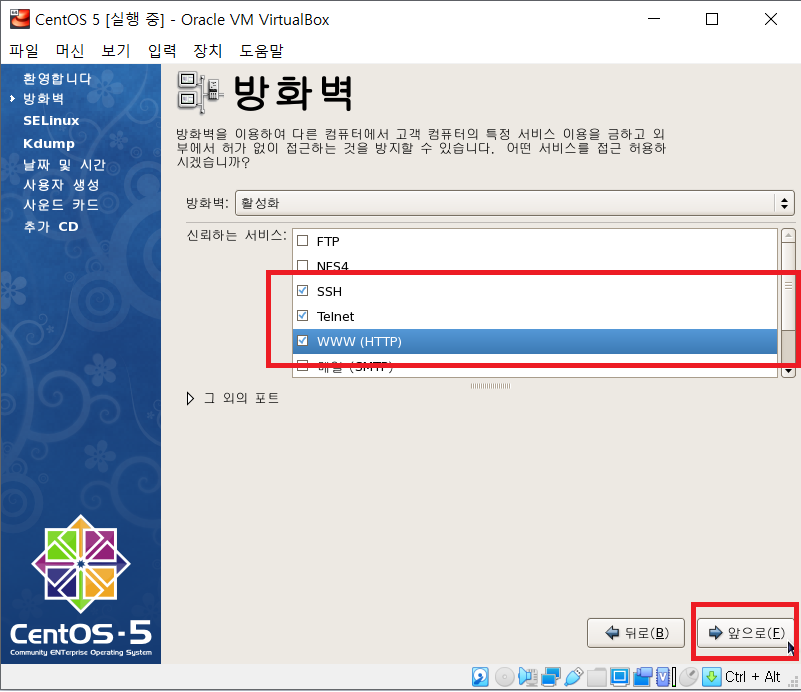 CentOS 5 [실행 중] - Oracle VM VirtualBox
파일 머신 보기 입력 장치 도움말
환영합니다
방화벽
SELinux
Kdump
날짜 및 시간
사용자 생성
사운드 카드
추가 CD
방화벽
방화벽을 이용하여 다른 컴퓨터에서 고객 컴퓨터의 특정 서비스 이용을 금하고 외
부에서 허가 없이 접근하는 것을 방지할 수 있습니다. 어떤 서비스를 접근 허용하
시겠습니까?
방화벽: 활성화
신뢰하는 서비스:
FTP
NFS4
SSH
Telnet
WWW (HTTP)
메일 (SMTP)
그 외의 포트
CentOS-5
Community ENTerprise Operating System
뒤로(B)
앞으로(F)
Ctrl + Alt